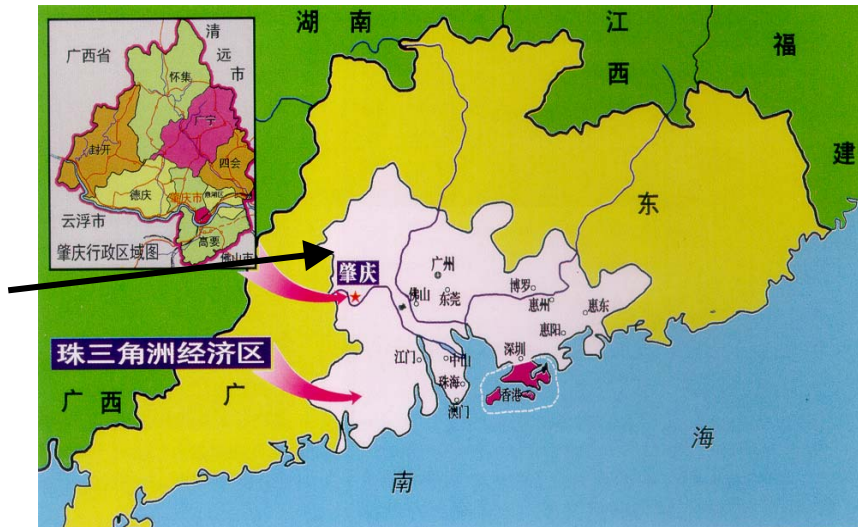 湖南
江西
福建
清远市
广西省
怀集
广宁
封开
四会
德庆
肇庆市
鼎湖区
云浮市
高要
肇庆行政区域图
佛山市
东
肇庆
广州
佛山
东莞
博罗
惠州
惠东
惠阳
深圳
珠三角洲经济区
江门
中山
珠海
香港
澳门
广西
广
南
海